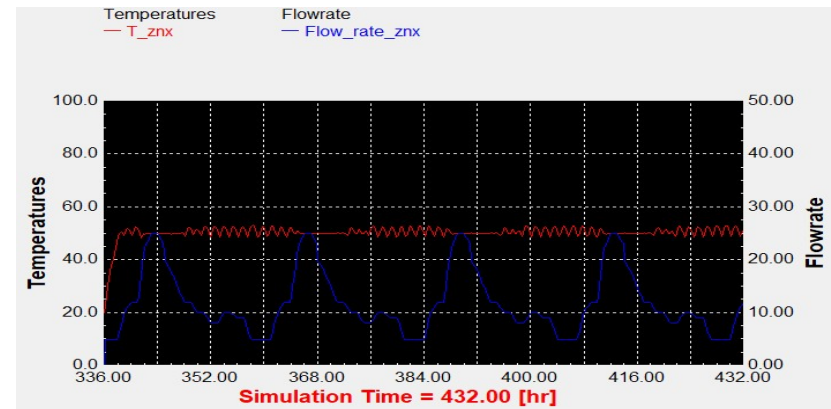 Temperatures Flowrate
T_znx Flow_rate_znx
100.0 50.00
80.0 40.00
60.0 30.00
40.0 20.00
20.0 10.00
0.0 0.00
Temperatures
Flowrate
336.00 352.00 368.00 384.00 400.00 416.00 432.00
Simulation Time = 432.00 [hr]